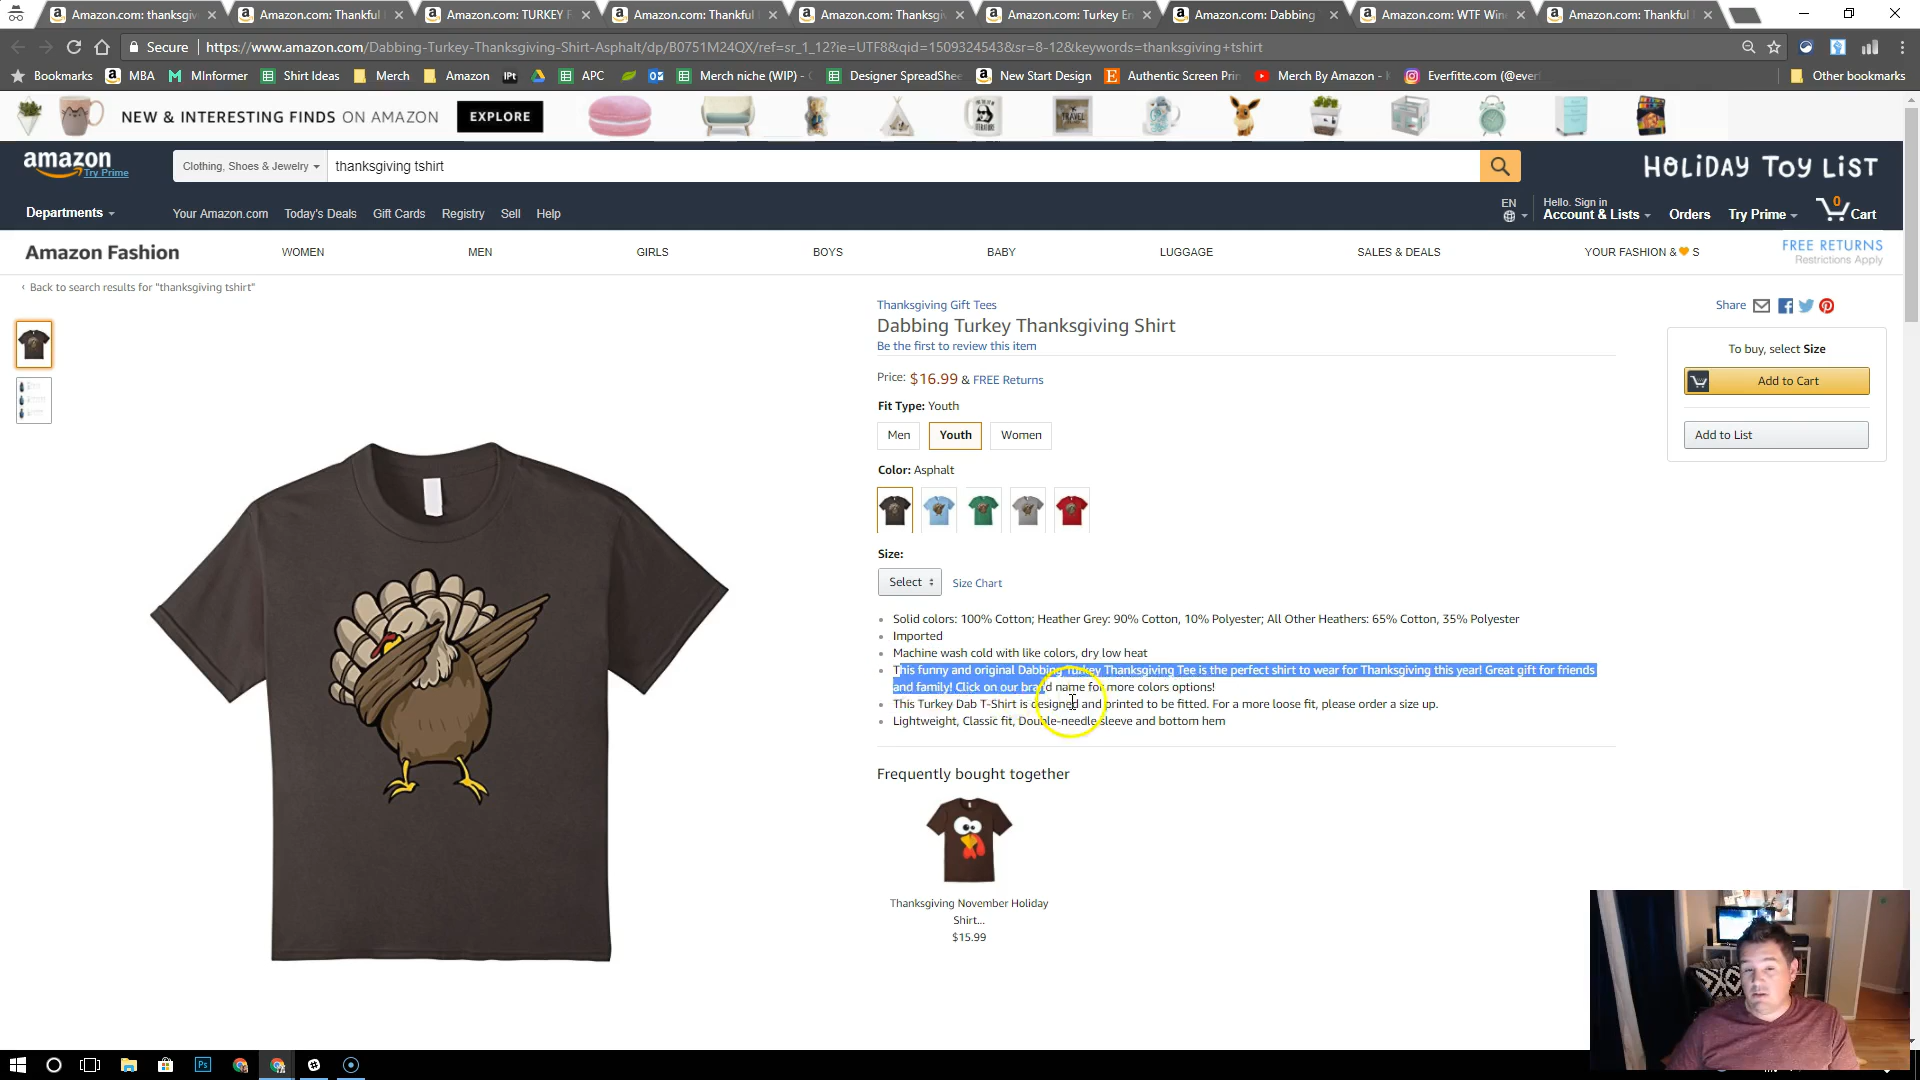 Amazon.com: thanksgiv
Amazon.com: Thankful
Amazon.com: TURKEY F
Amazon.com: Thankful
Amazon.com: Thanksgiv
Amazon.com: Turkey En
Amazon.com: Dabbing
Amazon.com: WTF Win
Amazon.com: Thankful
Secure
https://www.amazon.com/Dabbing-Turkey-Thanksgiving-Shirt-Asphalt/dp/B0751M24QX/ref=sr_1_12?ie=UTF8&qid=1509324543&sr=8-12&keywords=thanksgiving+tshirt
Bookmarks
MBA
MInformer
Shirt Ideas
Merch
Amazon
IPt
APC
Merch niche (WIP) -
Designer SpreadShee
New Start Design
Authentic Screen Prin
Merch By Amazon -
Everfitte.com (@everf
Other bookmarks
NEW & INTERESTING FINDS ON AMAZON
EXPLORE
TRAVEL
amazon
Try Prime
Clothing, Shoes & Jewelry
thanksgiving tshirt
HOLiDAY TOY LiST
Departments
Your Amazon.com
Today's Deals
Gift Cards
Registry
Sell
Help
EN
Hello. Sign in
Account & Lists
Orders
Try Prime
0
Cart
Amazon Fashion
WOMEN
MEN
GIRLS
BOYS
BABY
LUGGAGE
SALES & DEALS
YOUR FASHION & 🧡 S
FREE RETURNS
Restrictions Apply
‹ Back to search results for "thanksgiving tshirt"
Thanksgiving Gift Tees
Dabbing Turkey Thanksgiving Shirt
Be the first to review this item
Price: $16.99 & FREE Returns
Fit Type: Youth
Men
Youth
Women
Color: Asphalt
Size:
Select
Size Chart
Solid colors: 100% Cotton; Heather Grey: 90% Cotton, 10% Polyester; All Other Heathers: 65% Cotton, 35% Polyester
Imported
Machine wash cold with like colors, dry low heat
This funny and original Dabbing Turkey Thanksgiving Tee is the perfect shirt to wear for Thanksgiving this year! Great gift for friends
and family! Click on our brand name for more colors options!
This Turkey Dab T-Shirt is designed and printed to be fitted. For a more loose fit, please order a size up.
Lightweight, Classic fit, Double-needle sleeve and bottom hem
Frequently bought together
Thanksgiving November Holiday
Shirt...
$15.99
Share
To buy, select Size
Add to Cart
Add to List
Ps